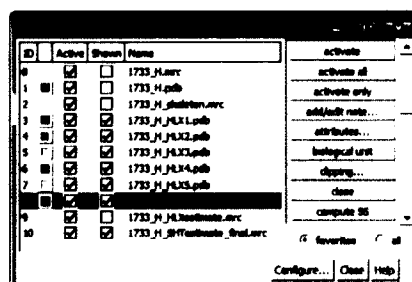 ID Active Shown Name
0 1733_H.mrc
1 1733_H.pdb
2 1733_H_skeleton.mrc
3 1733_H_HLX1.pdb
4 1733_H_HLX2.pdb
5 1733_H_HLX3.pdb
6 1733_H_HLX4.pdb
7 1733_H_HLX5.pdb
9 1733_H_HLXestimate.mrc
10 1733_H_SHTestimate_final.mrc
activate
activate all
activate only
add/edit note...
attributes...
biological unit
clipping...
close
compute SS
favorites all
Configure... Close Help